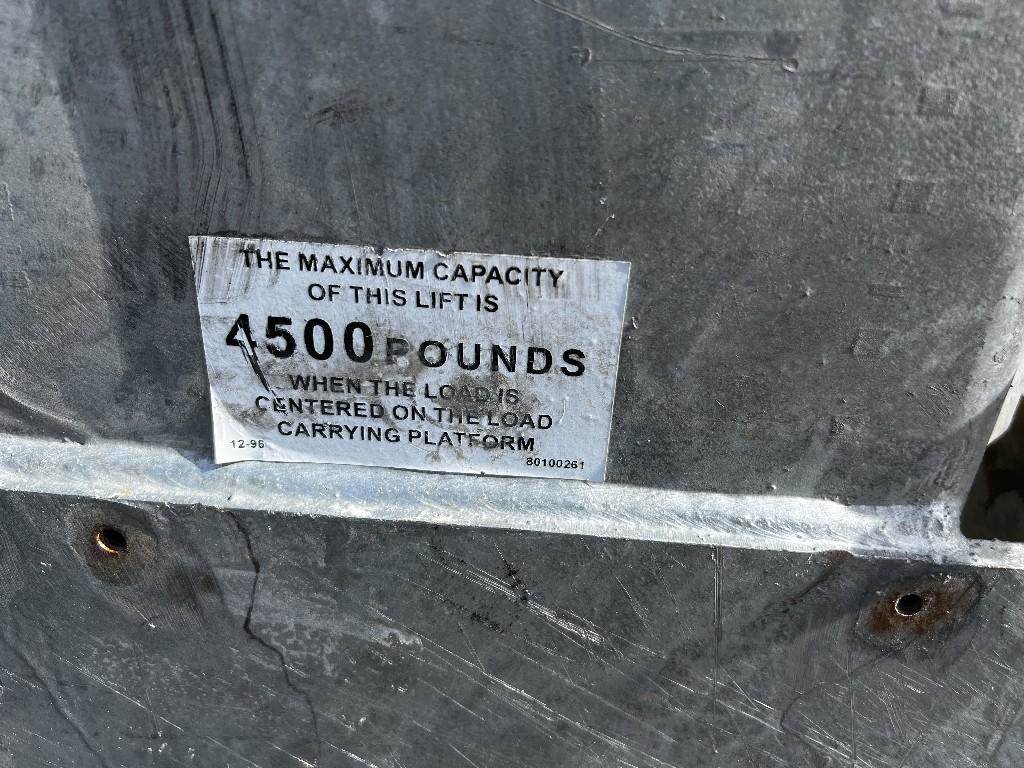 THE MAXIMUM CAPACITY
OF THIS LIFT IS
4500 POUNDS
WHEN THE LOAD IS
CENTERED ON THE LOAD
CARRYING PLATFORM
12-96
80100261